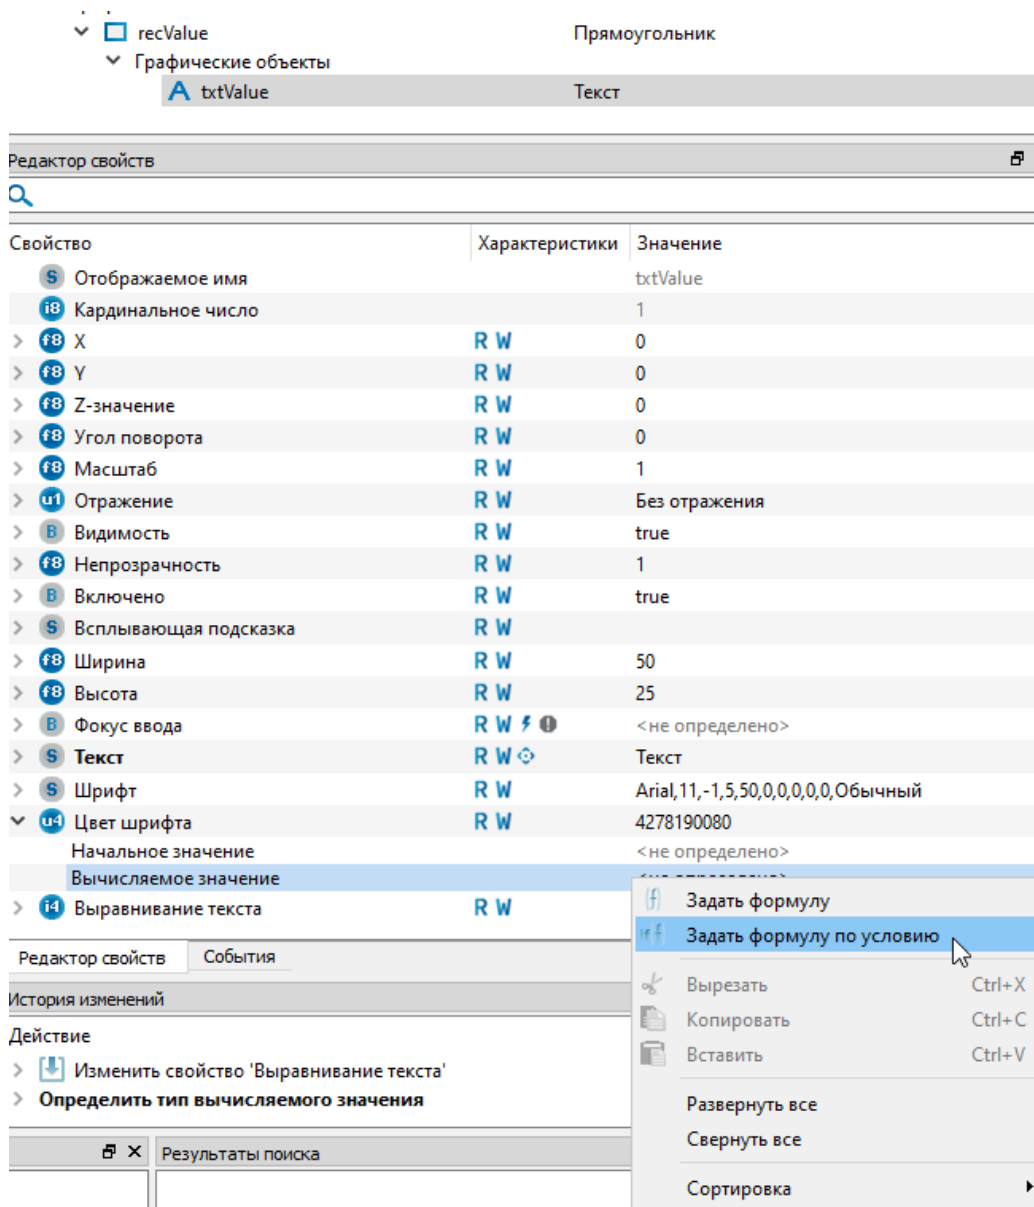 recValue Прямоугольник
Графические объекты
A txtValue Текст
Редактор свойств
Свойство Характеристики Значение
S Отображаемое имя txtValue
i8 Кардинальное число 1
f8 X R W 0
f8 Y R W 0
f8 Z-значение R W 0
f8 Угол поворота R W 0
f8 Масштаб R W 1
u1 Отражение R W Без отражения
B Видимость R W true
f8 Непрозрачность R W 1
B Включено R W true
S Всплывающая подсказка R W
f8 Ширина R W 50
f8 Высота R W 25
B Фокус ввода R W <не определено>
S Текст R W Текст
S Шрифт R W Arial,11,-1,5,50,0,0,0,0,0,Обычный
u4 Цвет шрифта R W 4278190080
Начальное значение <не определено>
Вычисляемое значение
i4 Выравнивание текста R W
Задать формулу
Задать формулу по условию
Вырезать Ctrl+X
Копировать Ctrl+C
Вставить Ctrl+V
Развернуть все
Свернуть все
Сортировка
Редактор свойств События
История изменений
Действие
Изменить свойство 'Выравнивание текста'
Определить тип вычисляемого значения
Результаты поиска